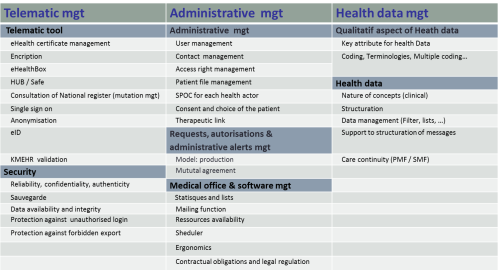 Telematic mgt
Administrative mgt
Health data mgt
Telematic tool
Administrative mgt
Qualitatif aspect of Heath data
eHealth certificate management
User management
Key attribute for health Data
Encription
Contact management
Coding, Terminologies, Multiple coding...
eHealthBox
Access right management
HUB / Safe
Patient file management
Health data
Consultation of National register (mutation mgt)
SPOC for each health actor
Nature of concepts (clinical)
Single sign on
Consent and choice of the patient
Structuration
Anonymisation
Therapeutic link
Data management (Filter, lists, ...)
eID
Requests, autorisations &
administrative alerts mgt
Support to structuration of messages
KMEHR validation
Model: production
Care continuity (PMF / SMF)
Security
Mututal agreement
Reliability, confidentiality, authenticity
Medical office & software mgt
Sauvegarde
Statisques and lists
Data availability and integrity
Mailing function
Protection against unauthorised login
Ressources availability
Protection against forbidden export
Sheduler
Ergonomics
Contractual obligations and legal regulation